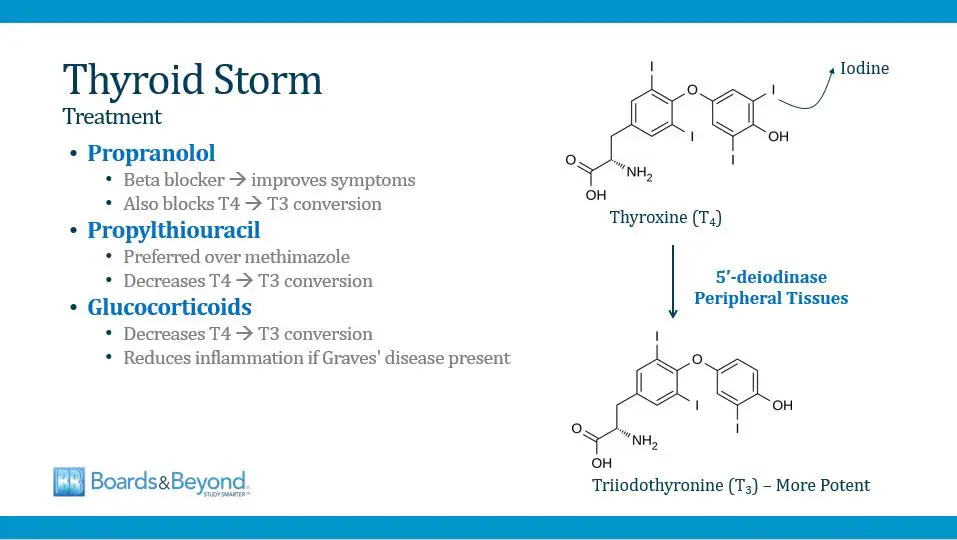 Thyroid Storm
Treatment
• Propranolol
• Beta blocker → improves symptoms
• Also blocks T4 → T3 conversion
• Propylthiouracil
• Preferred over methimazole
• Decreases T4 → T3 conversion
• Glucocorticoids
• Decreases T4 → T3 conversion
• Reduces inflammation if Graves' disease present
BB Boards&Beyond™
STUDY SMARTER
Iodine
I
O
I
I
OH
I
O
NH₂
OH
Thyroxine (T₄)
5’-deiodinase
Peripheral Tissues
I
O
I
OH
I
O
NH₂
OH
Triiodothyronine (T₃) – More Potent